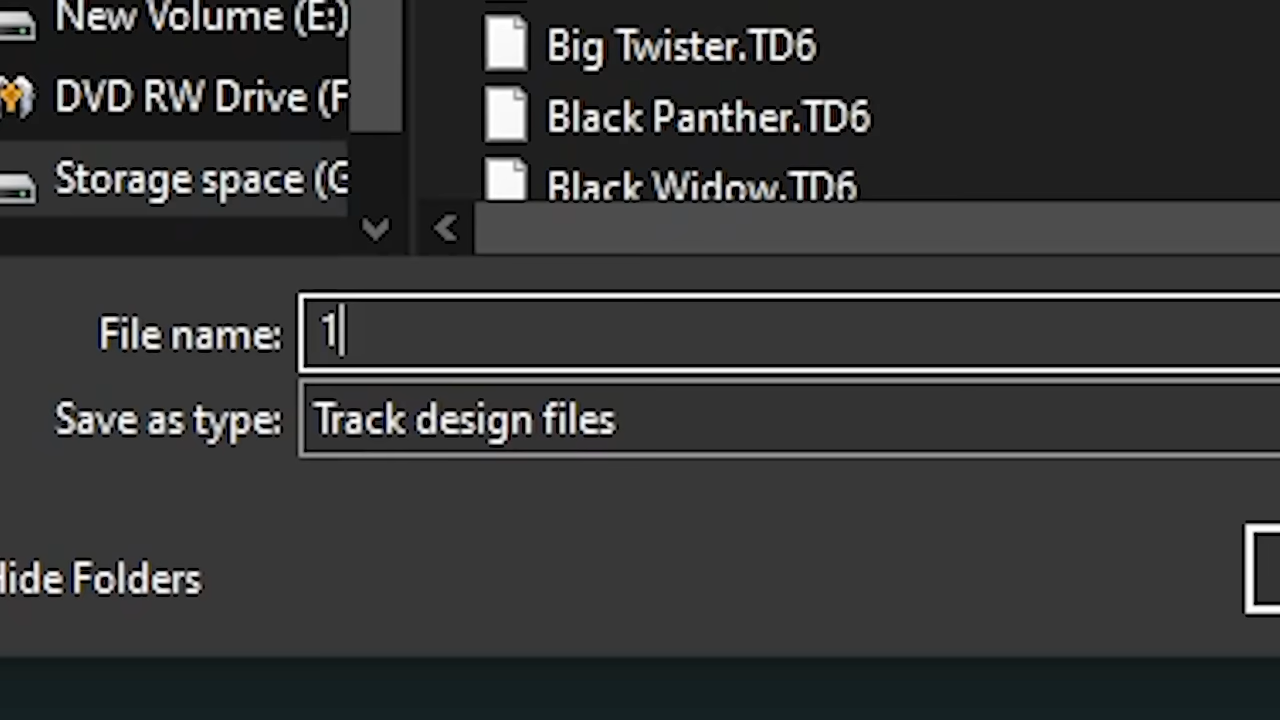 New Volume (E:)
DVD RW Drive (F
Storage space (G
Big Twister.TD6
Black Panther.TD6
Black Widow.TD6
File name: 1
Save as type: Track design files
Hide Folders